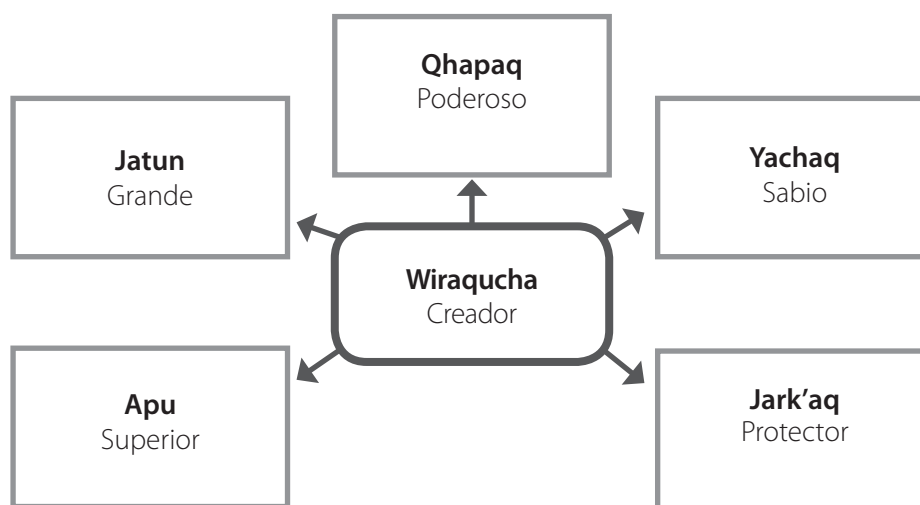 Qhapaq
Poderoso
Jatun
Grande
Yachaq
Sabio
Wiraqucha
Creador
Apu
Superior
Jark’aq
Protector